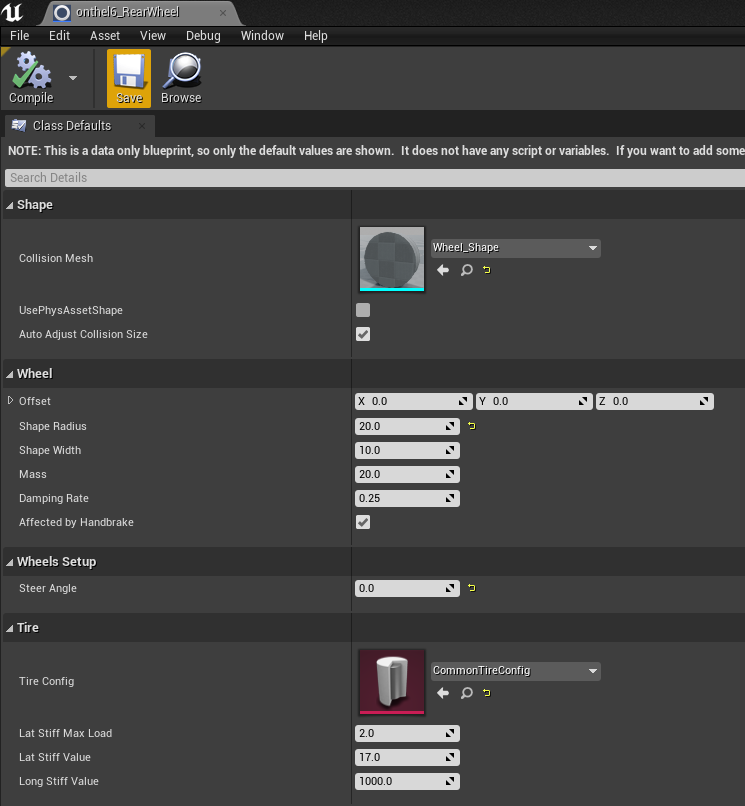 onthel6_RearWheel
File Edit Asset View Debug Window Help
Compile Save Browse
Class Defaults
NOTE: This is a data only blueprint, so only the default values are shown. It does not have any script or variables. If you want to add some
Search Details
Shape
Collision Mesh
Wheel_Shape
UsePhysAssetShape
Auto Adjust Collision Size
Wheel
Offset X 0.0 Y 0.0 Z 0.0
Shape Radius 20.0
Shape Width 10.0
Mass 20.0
Damping Rate 0.25
Affected by Handbrake
Wheels Setup
Steer Angle 0.0
Tire
Tire Config
CommonTireConfig
Lat Stiff Max Load 2.0
Lat Stiff Value 17.0
Long Stiff Value 1000.0